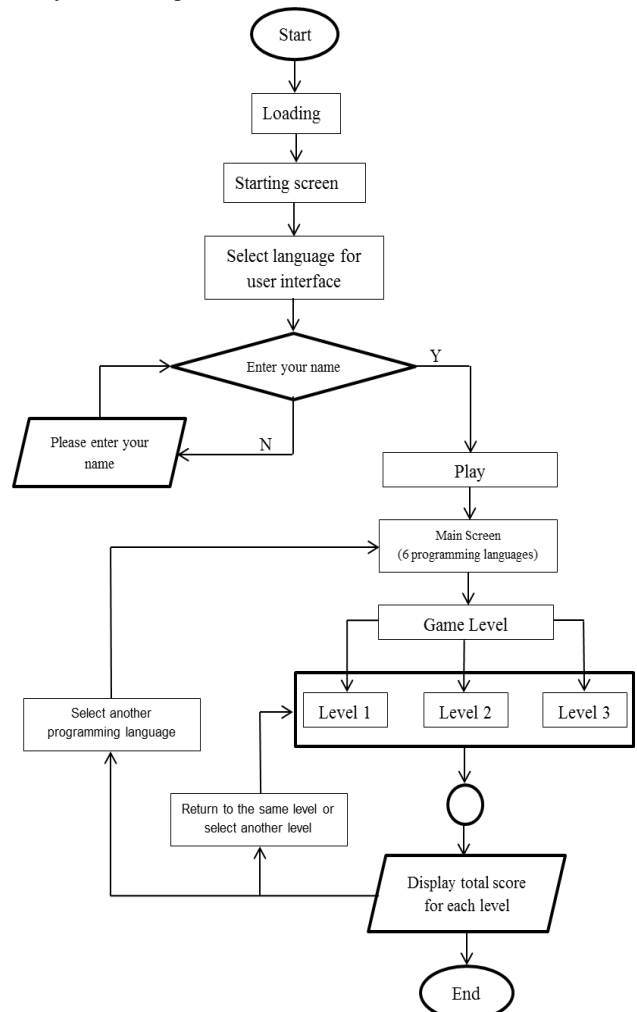 Start
Loading
Starting screen
Select language for
user interface
Enter your name
Y
N
Please enter your
name
Play
Main Screen
(6 programming languages)
Game Level
Level 1
Level 2
Level 3
Select another
programming language
Return to the same level or
select another level
Display total score
for each level
End